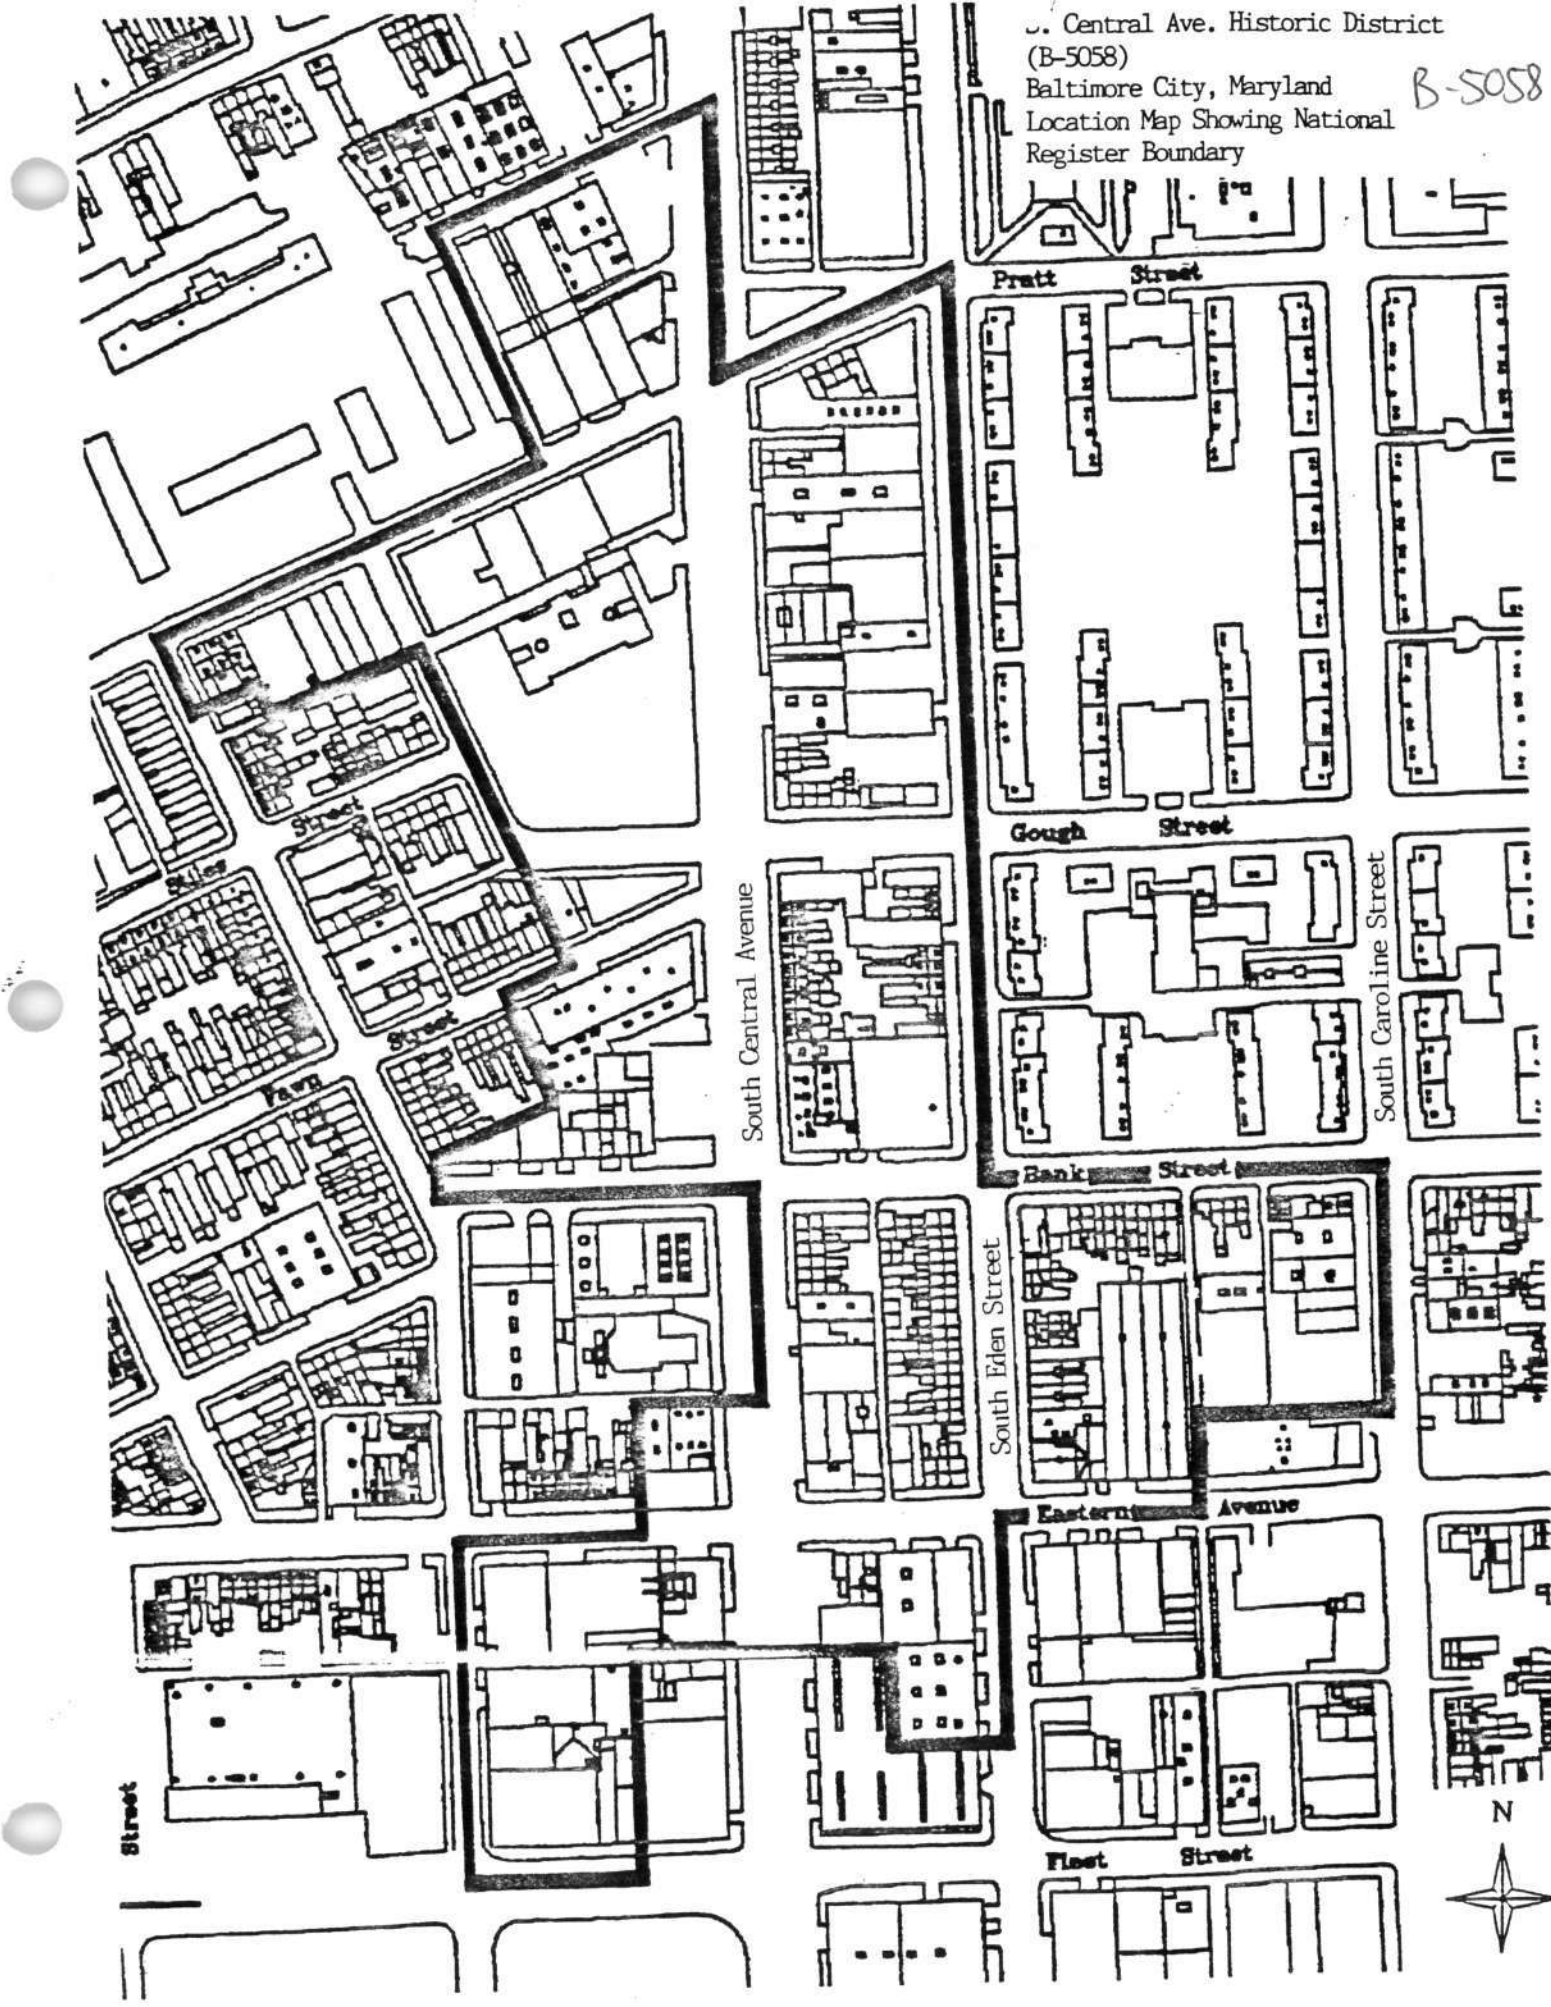 . Central Ave. Historic District
(B-5058)
Baltimore City, Maryland
Location Map Showing National
Register Boundary
B-5058
Pratt Street
Street
Stiles
Gough Street
South Central Avenue
South Caroline Street
Street
Fawn
Bank Street
South Eden Street
Eastern Avenue
Street
Fleet Street
N